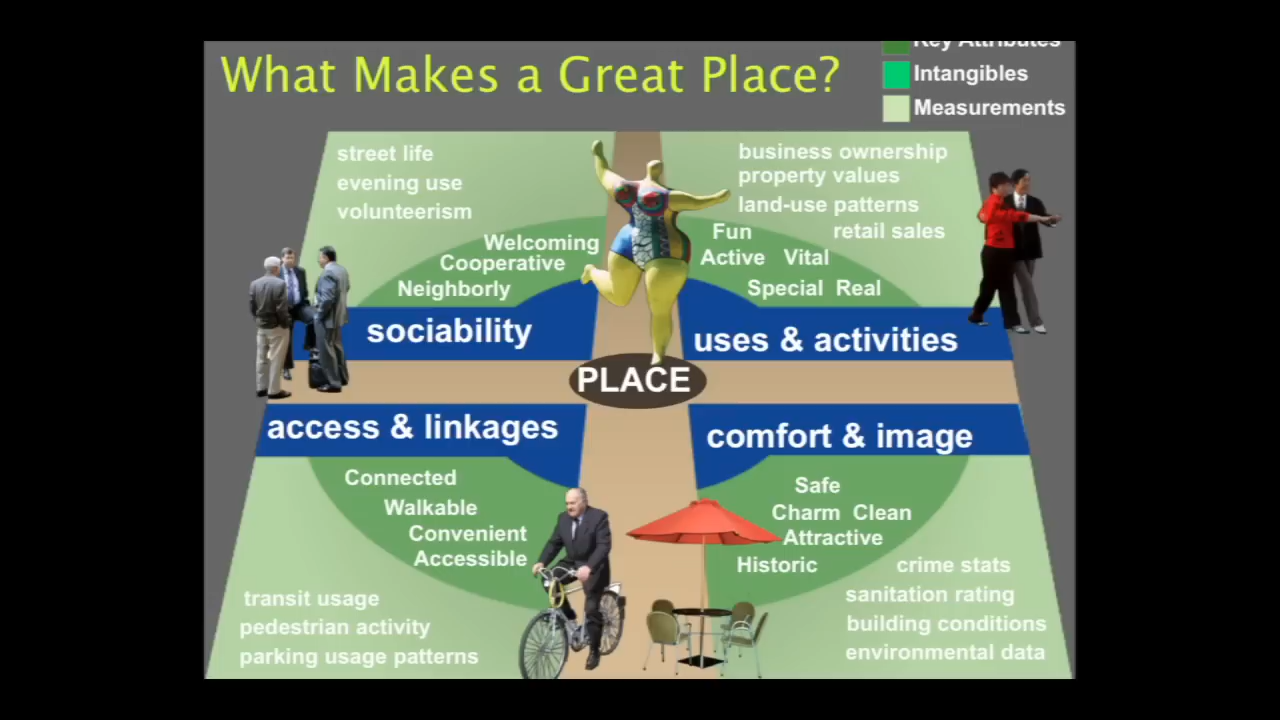 What Makes a Great Place?
Key Attributes
Intangibles
Measurements
street life
evening use
volunteerism
Welcoming
Cooperative
Neighborly
sociability
business ownership
property values
land-use patterns
retail sales
Fun
Active Vital
Special Real
uses & activities
PLACE
access & linkages
Connected
Walkable
Convenient
Accessible
transit usage
pedestrian activity
parking usage patterns
comfort & image
Safe
Charm Clean
Attractive
Historic
crime stats
sanitation rating
building conditions
environmental data